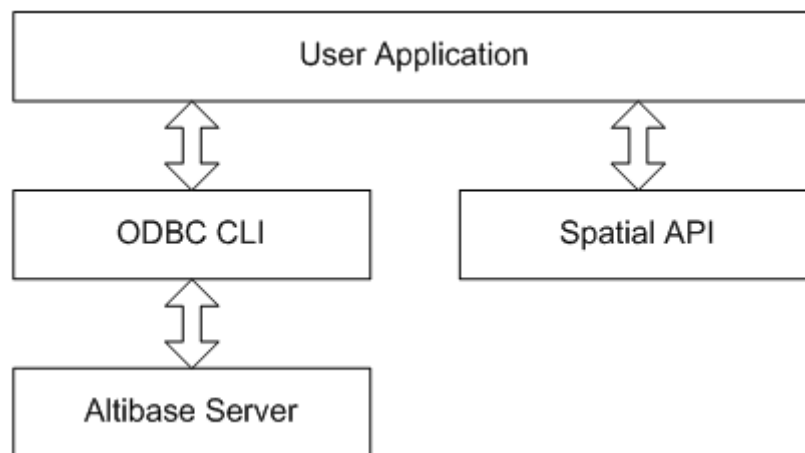 User Application
ODBC CLI
Spatial API
Altibase Server